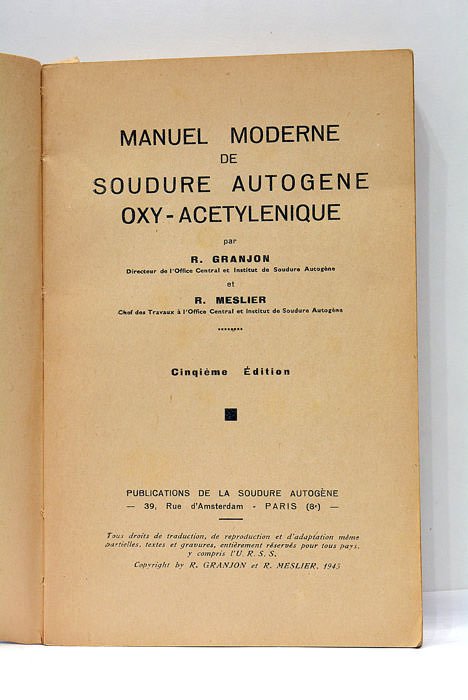 MANUEL MODERNE
DE
SOUDURE AUTOGENE
OXY-ACETYLENIQUE
par
R. GRANJON
Directeur de l'Office Central et Institut de Soudure Autogène
et
R. MESLIER
Chef des Travaux à l'Office Central et Institut de Soudure Autogène
Cinqième Édition
PUBLICATIONS DE LA SOUDURE AUTOGÈNE
— 39, Rue d'Amsterdam - PARIS (8e) —
Tous droits de traduction, de reproduction et d'adaptation même
partielles, textes et gravures, entièrement réservés pour tous pays,
y compris l'U.R.S.S.
Copyright by R. GRANJON et R. MESLIER, 1943